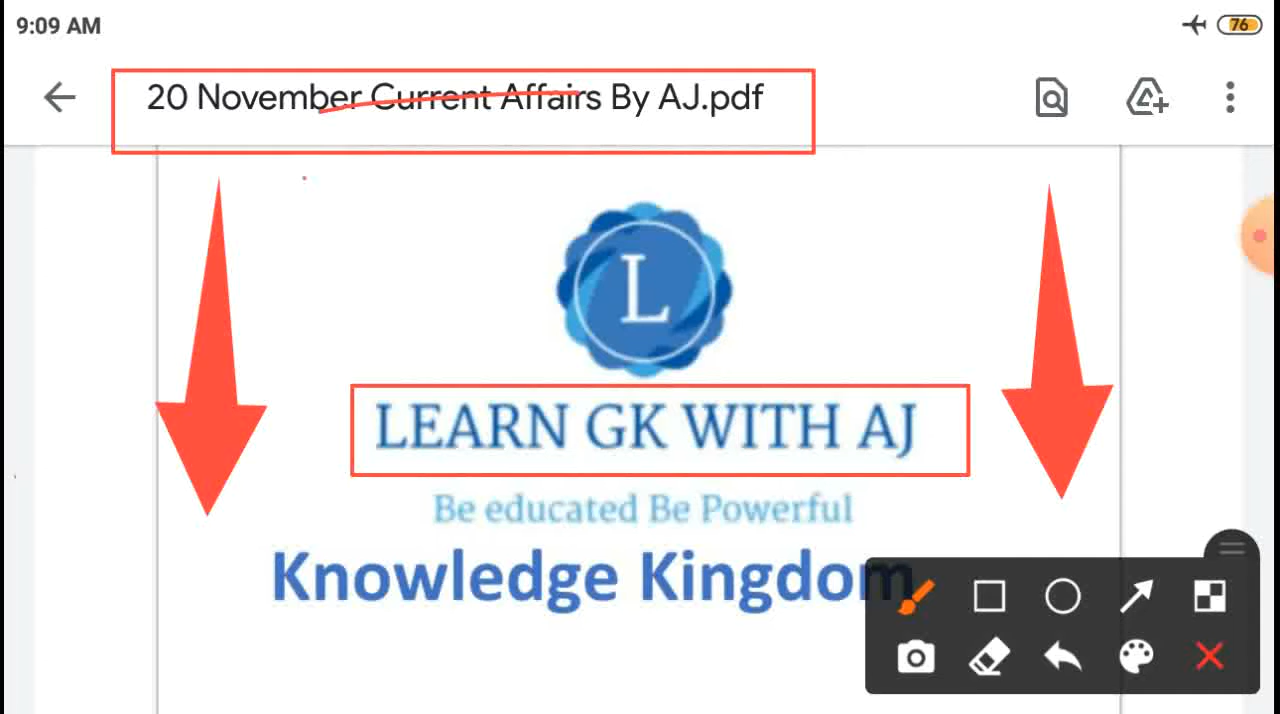 9:09 AM
76
20 November Current Affairs By AJ.pdf
L
LEARN GK WITH AJ
Be educated Be Powerful
Knowledge Kingdom